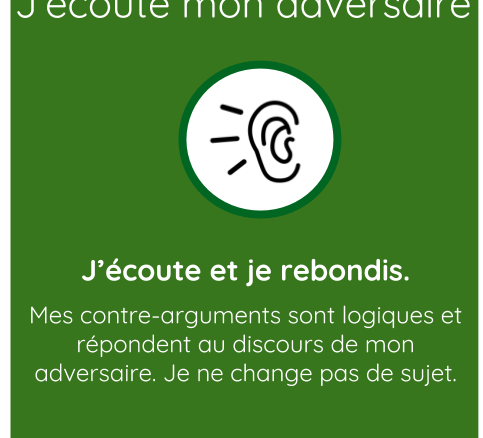 J'écoute mon adversaire
J’écoute et je rebondis.
Mes contre-arguments sont logiques et
répondent au discours de mon
adversaire. Je ne change pas de sujet.